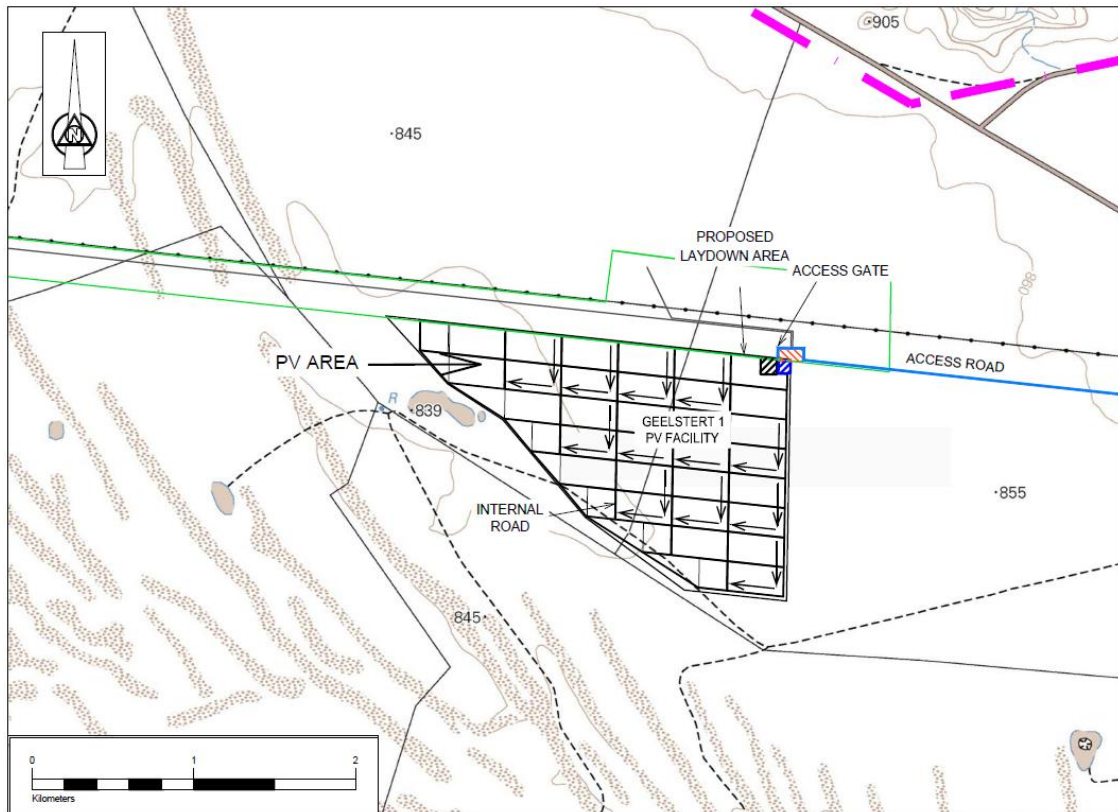 905
N
845
PROPOSED
LAYDOWN AREA
ACCESS GATE
860
ACCESS ROAD
PV AREA
R
839
GEELSTERT 1
PV FACILITY
855
INTERNAL
ROAD
845
0 1 2
Kilometers